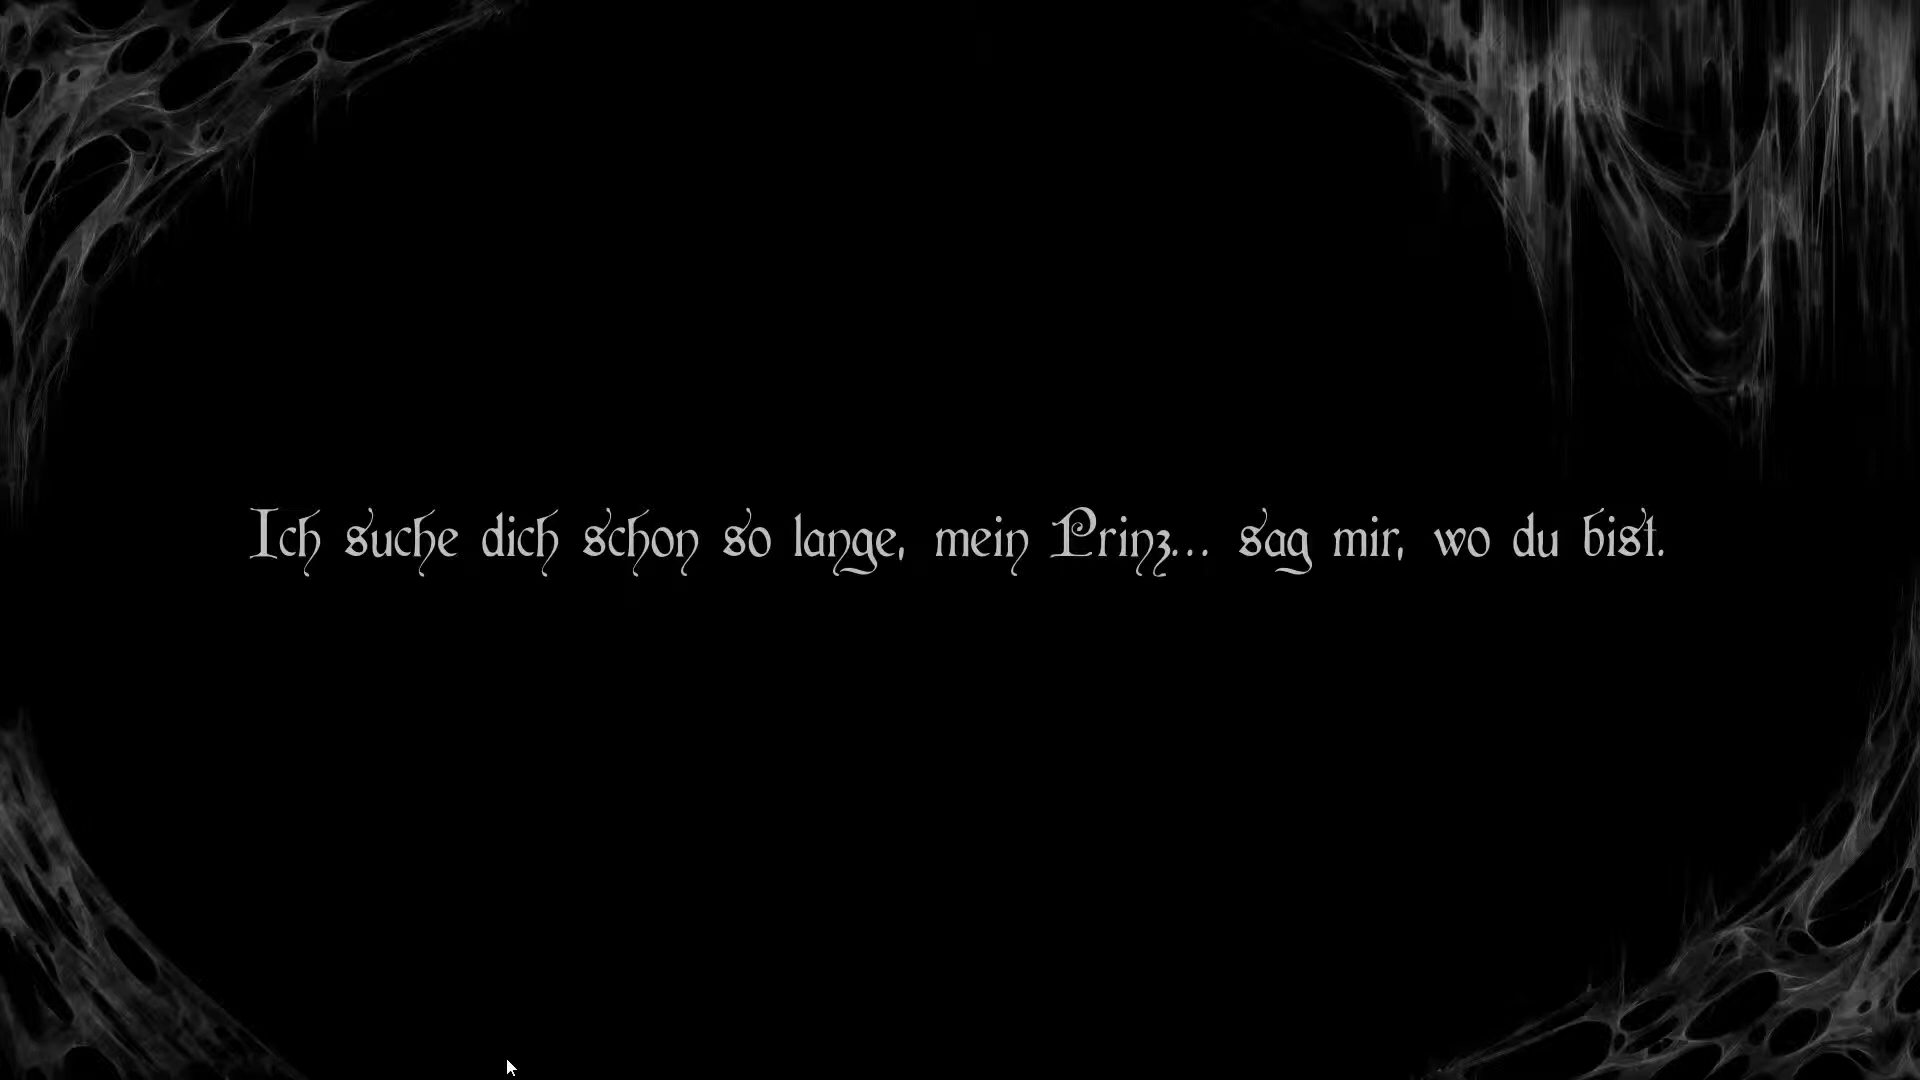 Ich suche dich schon so lange, mein Prinz... sag mir, wo du bist.